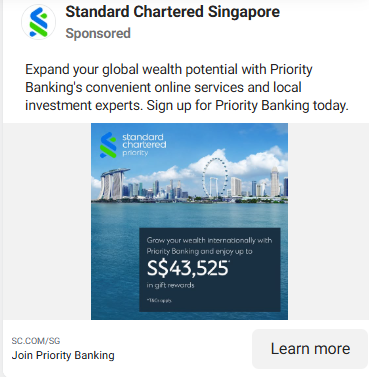 Standard Chartered Singapore
Sponsored
Expand your global wealth potential with Priority
Banking's convenient online services and local
investment experts. Sign up for Priority Banking today.
standard
chartered
priority
Grow your wealth internationally with
Priority Banking and enjoy up to
S$43,525*
in gift rewards
*T&Cs apply
SC.COM/SG
Join Priority Banking
Learn more